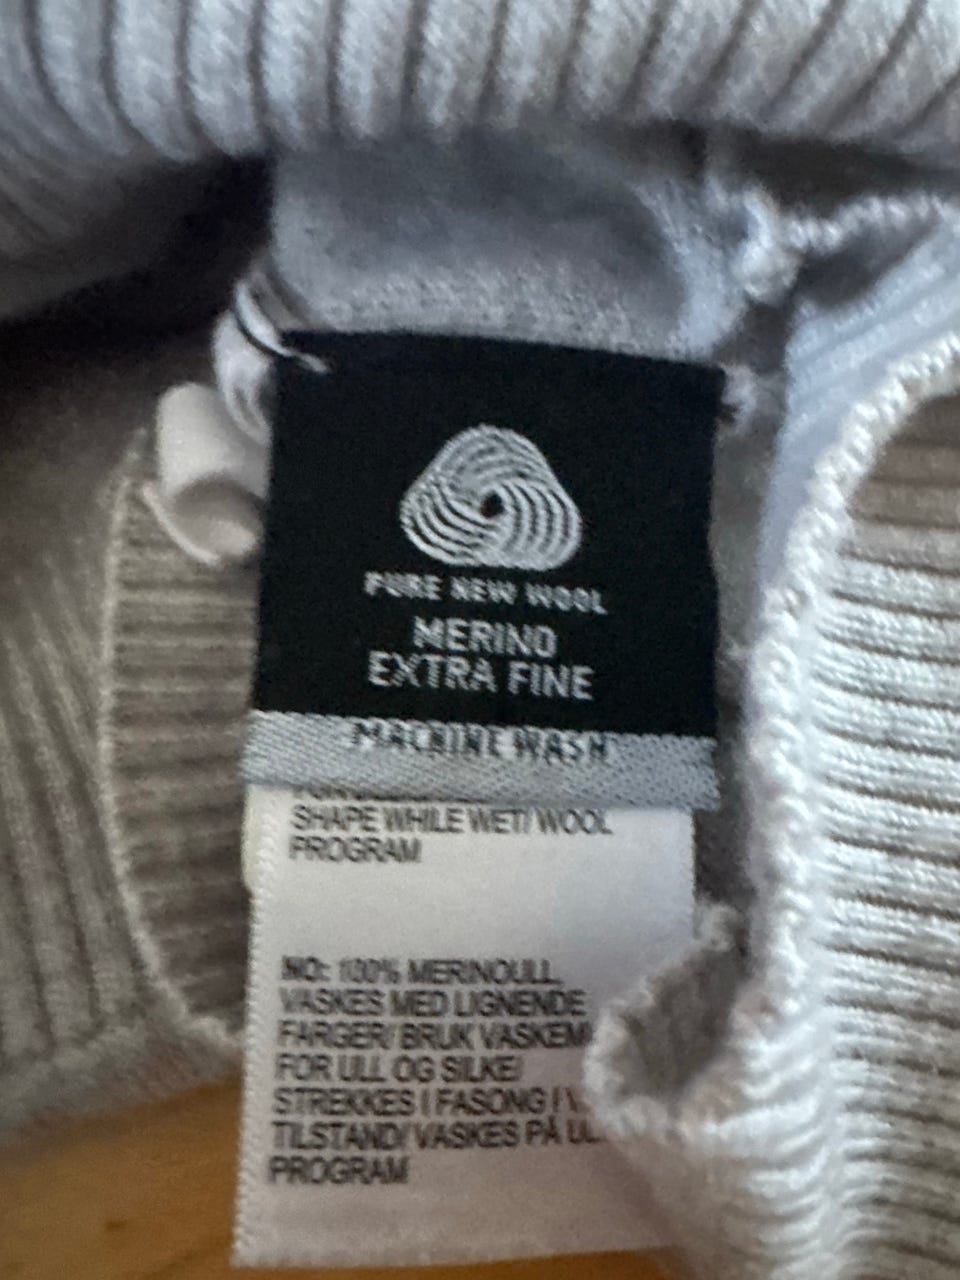 PURE NEW WOOL
MERINO
EXTRA FINE
MACHINE WASH
SHAPE WHILE WET/ WOOL
PROGRAM
NO: 100% MERINOULL,
VASKES MED LIGNENDE
FARGER/ BRUK
FOR ULL OG SILKE/
STREKKES I FASONG I
TILSTAND/ VASKES PÅ
PROGRAM